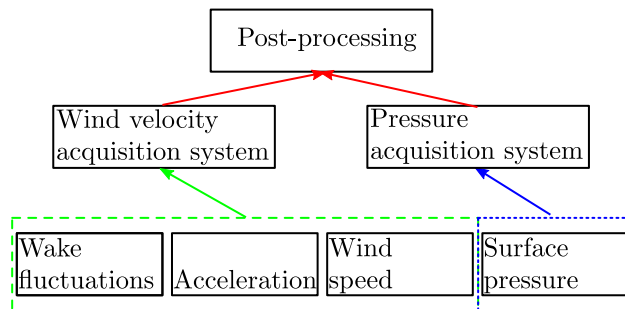 Post-processing
Wind velocity
acquisition system
Pressure
acquisition system
Wake
fluctuations
Acceleration
Wind
speed
Surface
pressure